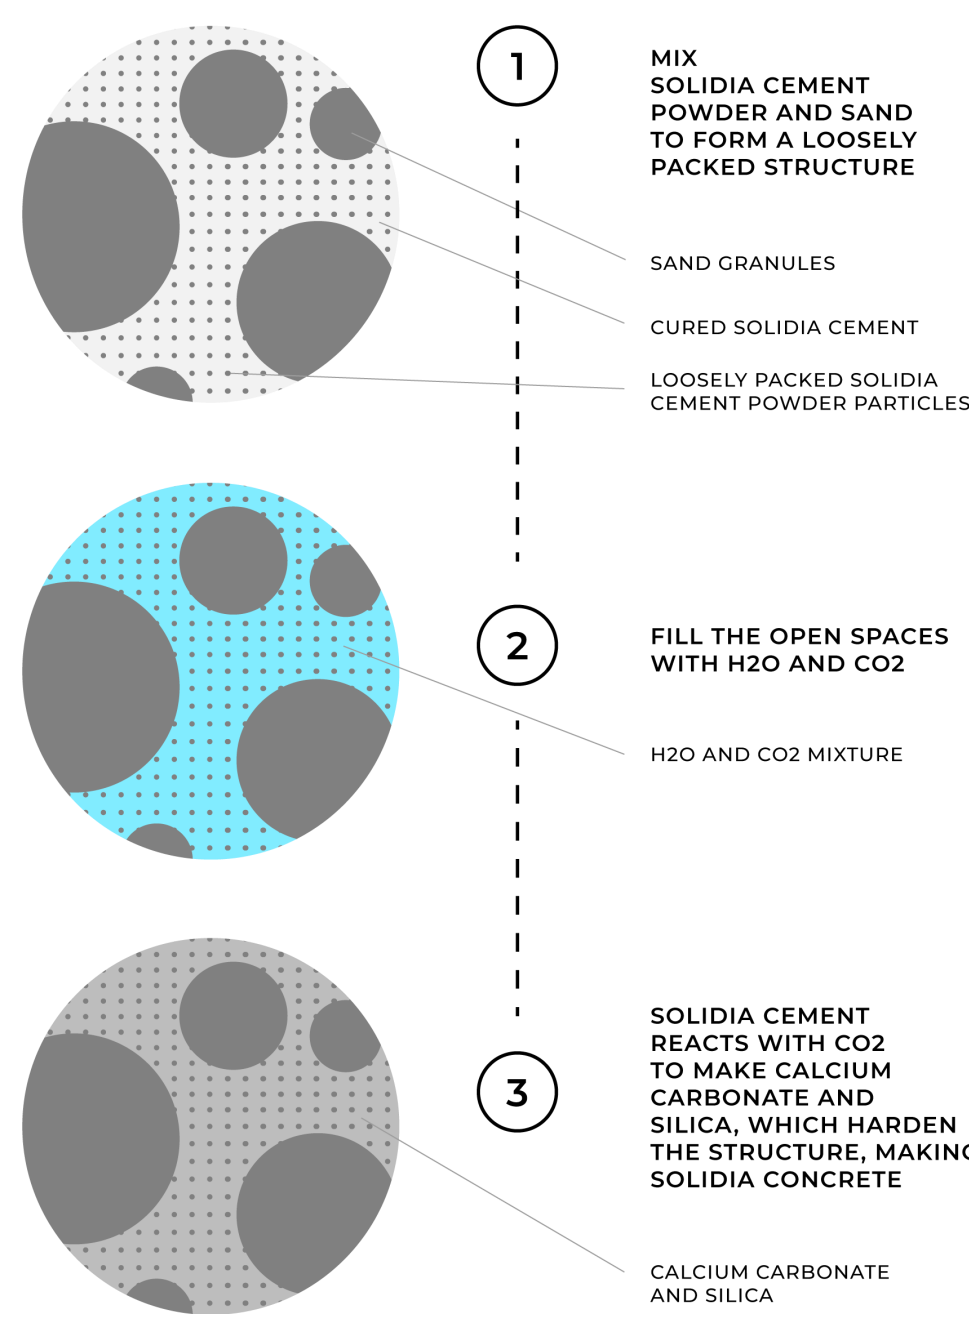 1
MIX
SOLIDIA CEMENT
POWDER AND SAND
TO FORM A LOOSELY
PACKED STRUCTURE
SAND GRANULES
CURED SOLIDIA CEMENT
LOOSELY PACKED SOLIDIA
CEMENT POWDER PARTICLES
2
FILL THE OPEN SPACES
WITH H2O AND CO2
H2O AND CO2 MIXTURE
3
SOLIDIA CEMENT
REACTS WITH CO2
TO MAKE CALCIUM
CARBONATE AND
SILICA, WHICH HARDEN
THE STRUCTURE, MAKING
SOLIDIA CONCRETE
CALCIUM CARBONATE
AND SILICA